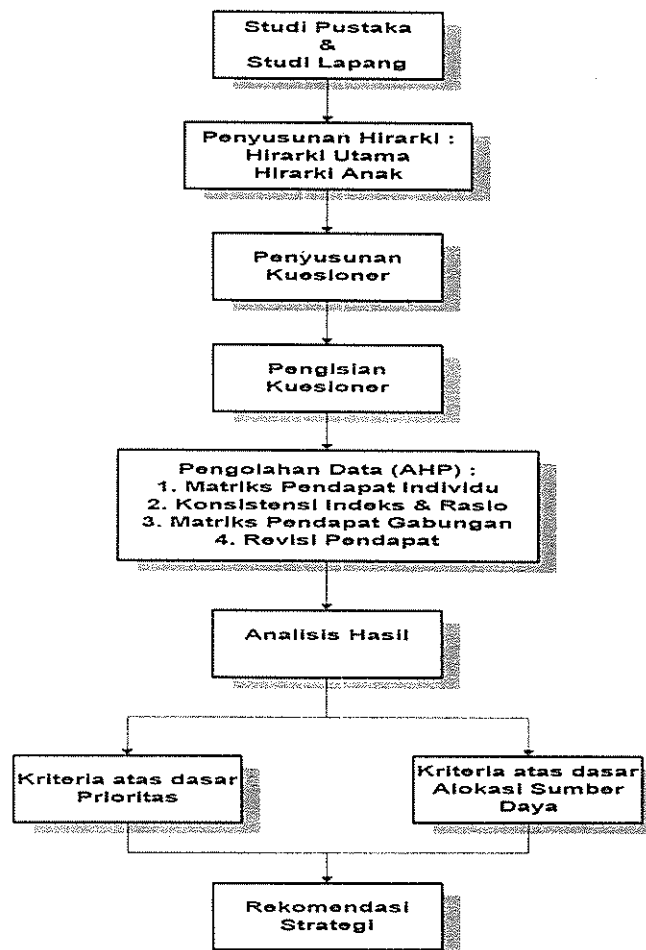 Studi Pustaka
&
Studi Lapang
Penyusunan Hirarki :
Hirarki Utama
Hirarki Anak
Penyusunan
Kuesioner
Pengisian
Kuesioner
Pengolahan Data (AHP) :
1. Matriks Pendapat Individu
2. Konsistensi Indeks & Rasio
3. Matriks Pendapat Gabungan
4. Revisi Pendapat
Analisis Hasil
Kriteria atas dasar
Prioritas
Kriteria atas dasar
Alokasi Sumber
Daya
Rekomendasi
Strategi